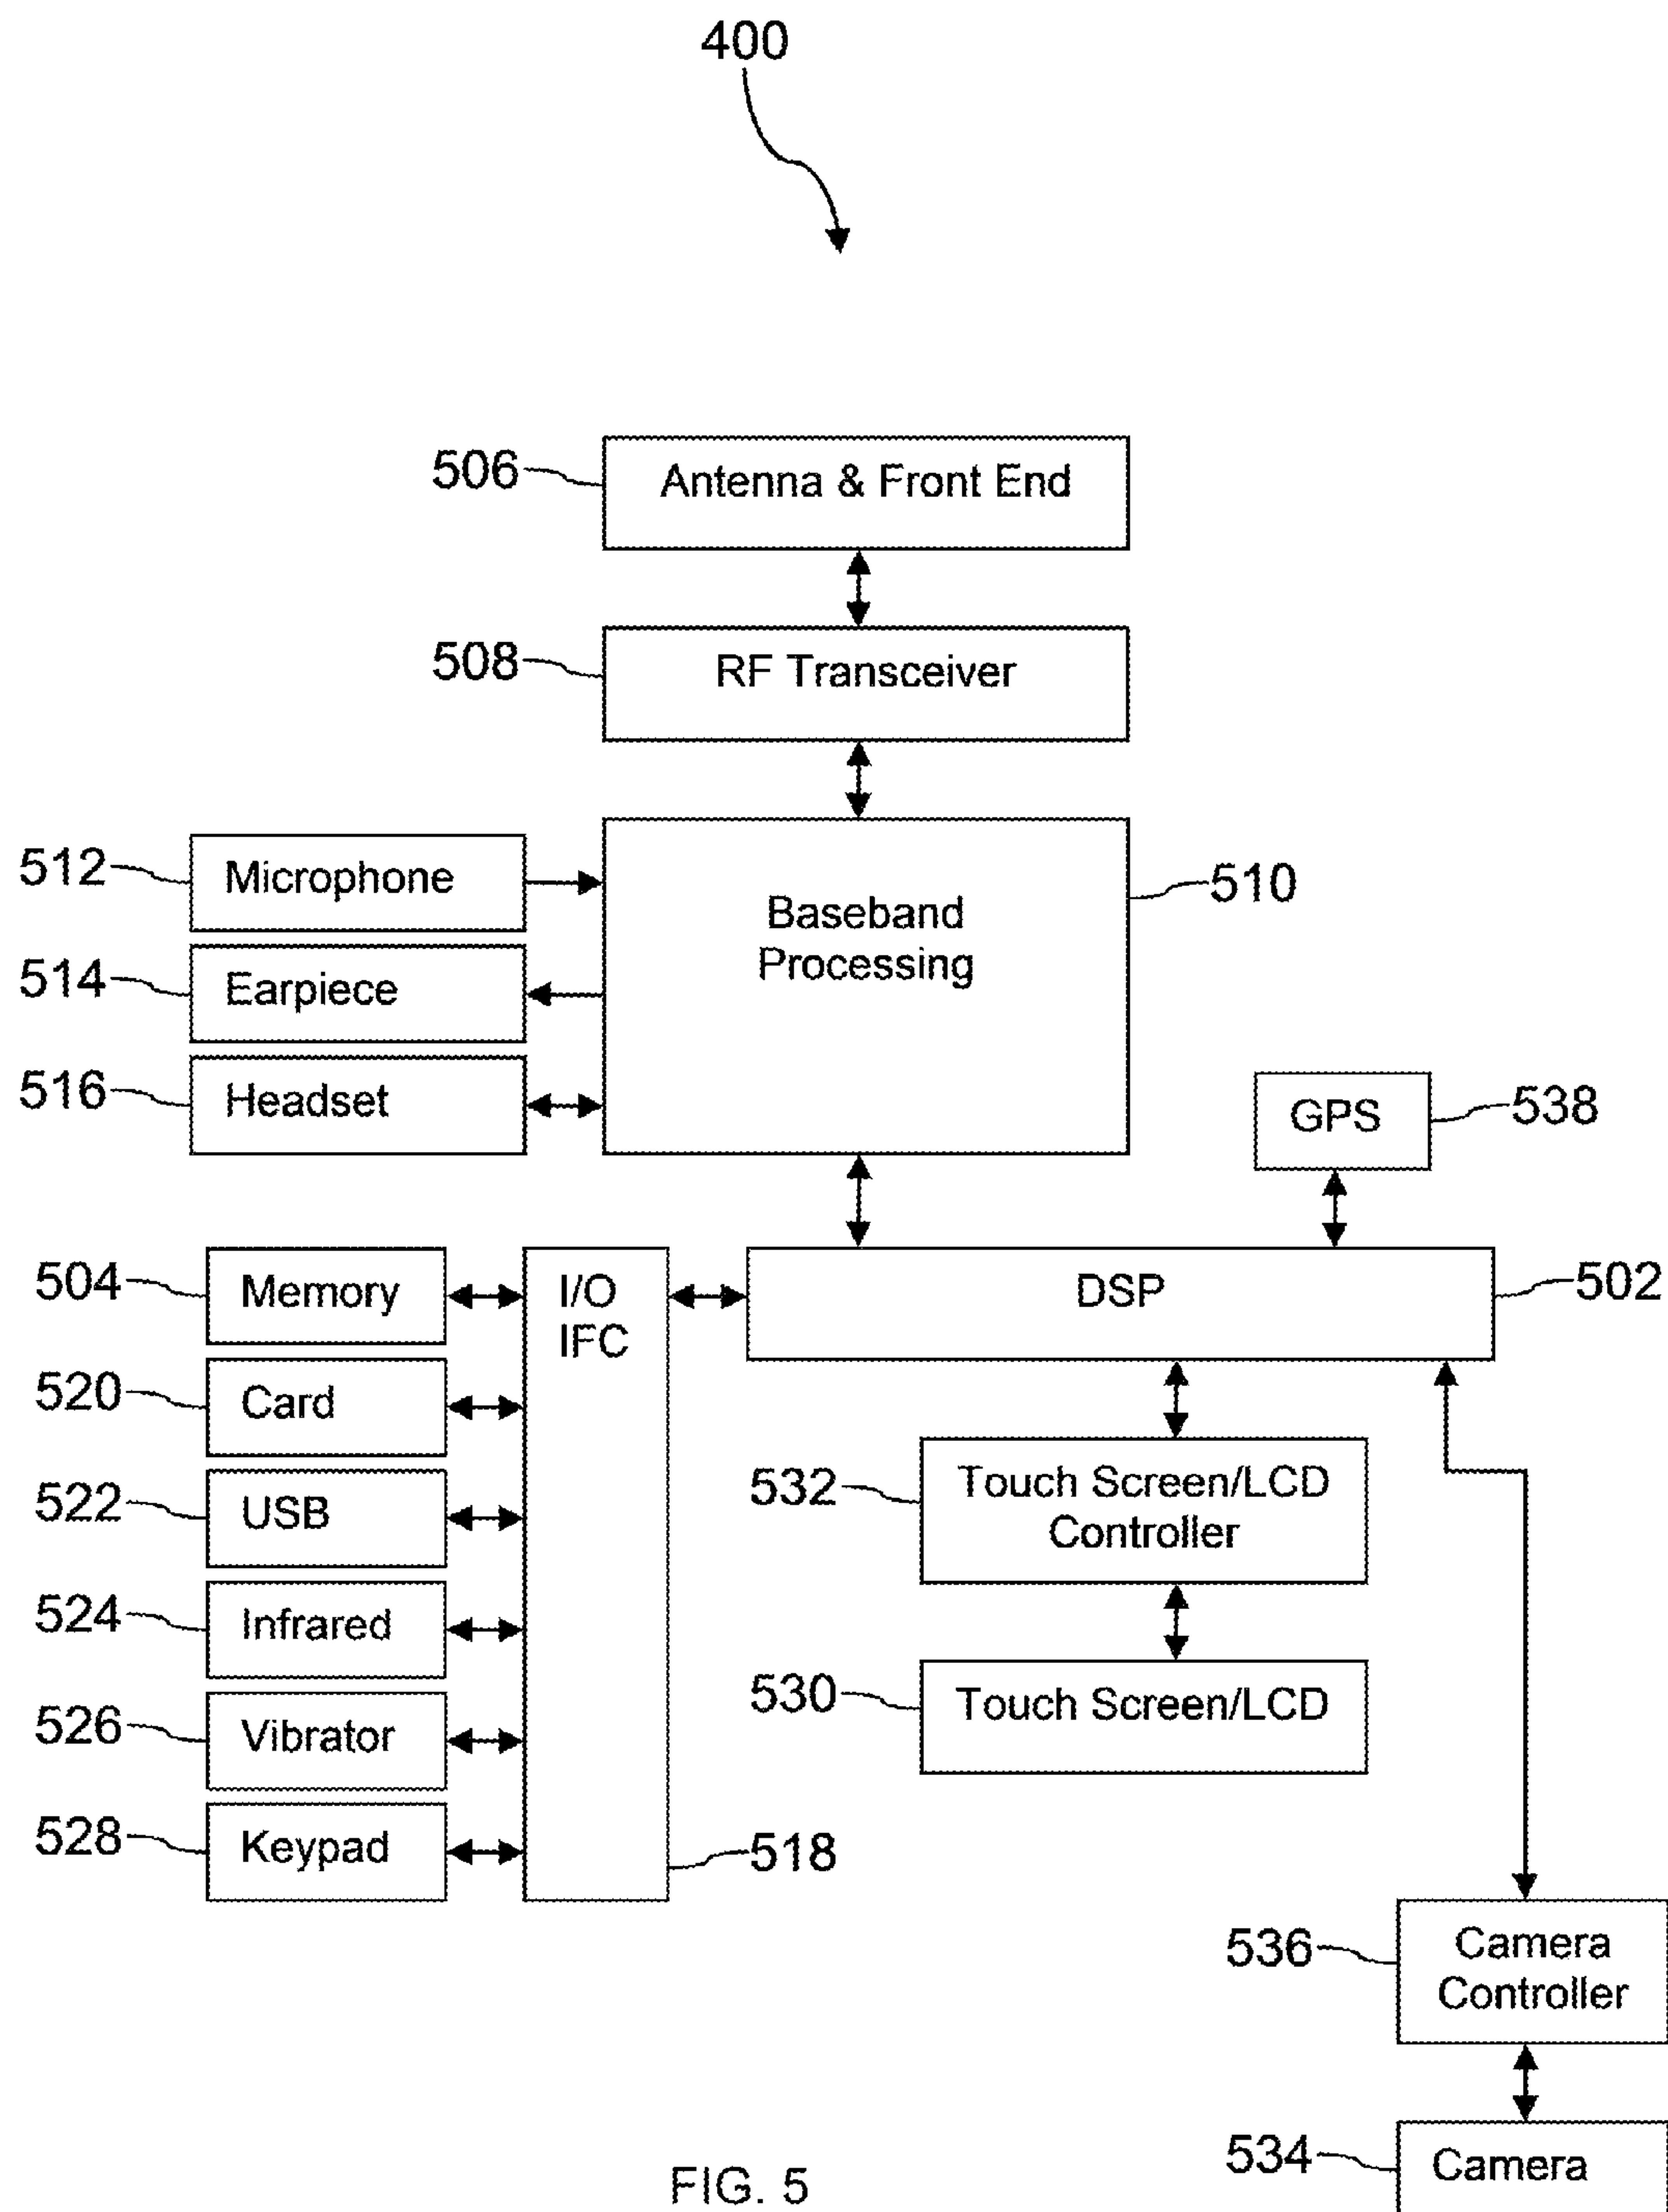 400
506
Antenna & Front End
508
RF Transceiver
512
Microphone
Baseband
Processing
510
514
Earpiece
516
Headset
GPS
538
504
Memory
I/O
IFC
DSP
502
520
Card
522
USB
532
Touch Screen/LCD
Controller
524
Infrared
530
Touch Screen/LCD
526
Vibrator
528
Keypad
518
536
Camera
Controller
534
Camera
FIG. 5